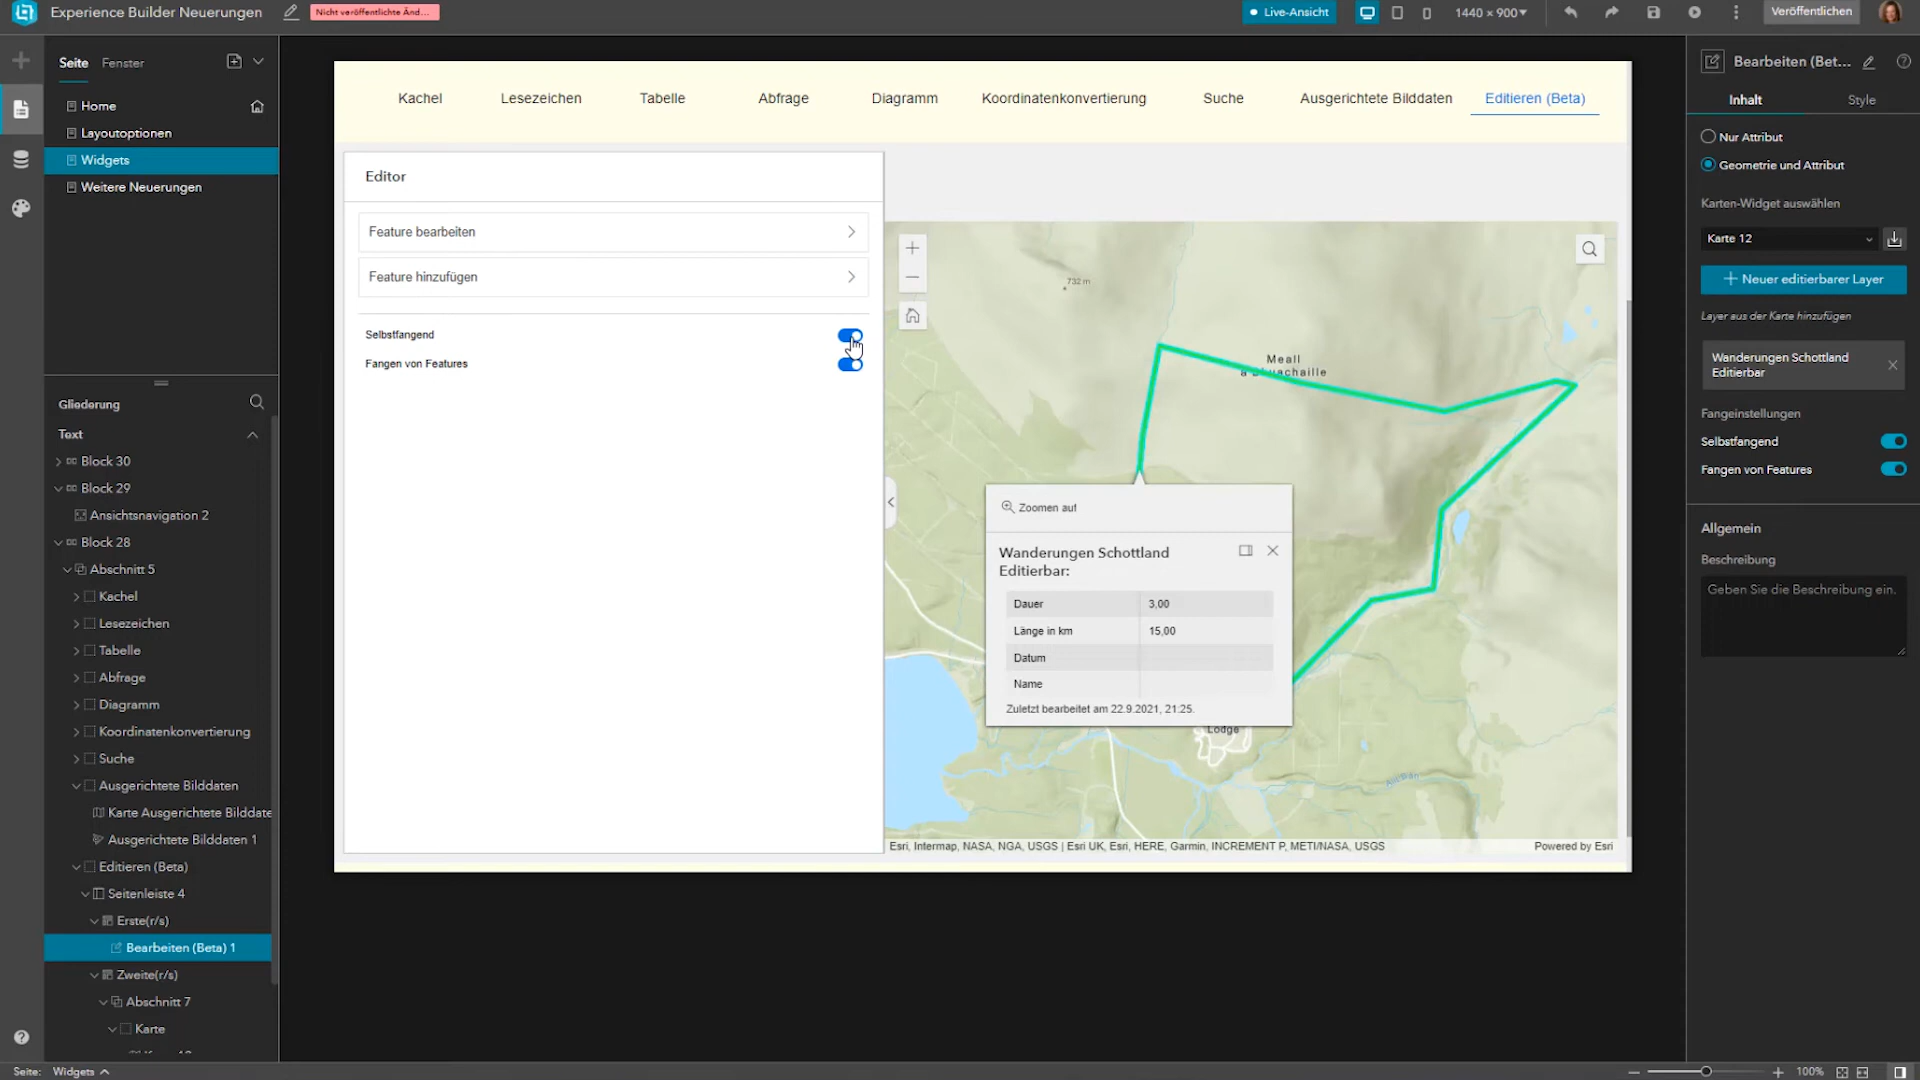 Experience Builder Neuerungen
Nicht veröffentlichte Änd...
Live-Ansicht
1440 × 900
Veröffentlichen
Seite
Fenster
Home
Layoutoptionen
Widgets
Weitere Neuerungen
Gliederung
Text
Block 30
Block 29
Ansichtsnavigation 2
Block 28
Abschnitt 5
Kachel
Lesezeichen
Tabelle
Abfrage
Diagramm
Koordinatenkonvertierung
Suche
Ausgerichtete Bilddaten
Karte Ausgerichtete Bilddate
Ausgerichtete Bilddaten 1
Editieren (Beta)
Seitenleiste 4
Erste(r/s)
Bearbeiten (Beta) 1
Zweite(r/s)
Abschnitt 7
Karte
Seite:
Widgets
Kachel
Lesezeichen
Tabelle
Abfrage
Diagramm
Koordinatenkonvertierung
Suche
Ausgerichtete Bilddaten
Editieren (Beta)
Editor
Feature bearbeiten
Feature hinzufügen
Selbstfangend
Fangen von Features
732 m
Meall
Zoomen auf
Wanderungen Schottland
Editierbar:
Dauer 3,00
Länge in km 15,00
Datum
Name
Zuletzt bearbeitet am 22.9.2021, 21:25.
Lodge
Esri, Intermap, NASA, NGA, USGS | Esri UK, Esri, HERE, Garmin, INCREMENT P, METI/NASA, USGS
Powered by Esri
Bearbeiten (Bet...
Inhalt
Style
Nur Attribut
Geometrie und Attribut
Karten-Widget auswählen
Karte 12
Neuer editierbarer Layer
Layer aus der Karte hinzufügen
Wanderungen Schottland
Editierbar
Fangeinstellungen
Selbstfangend
Fangen von Features
Allgemein
Beschreibung
Geben Sie die Beschreibung ein.
100%